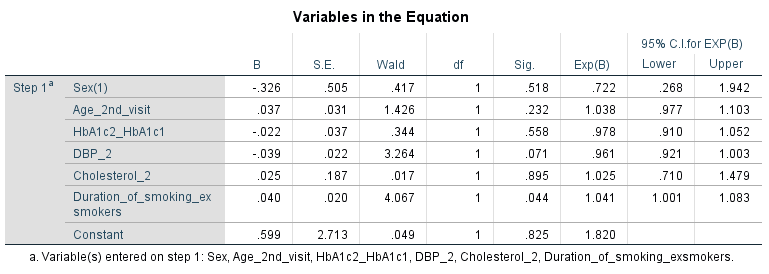 Variables in the Equation
95% C.I.for EXP(B)
B S.E. Wald df Sig. Exp(B) Lower Upper
Step 1a Sex(1) -.326 .505 .417 1 .518 .722 .268 1.942
Age_2nd_visit .037 .031 1.426 1 .232 1.038 .977 1.103
HbA1c2_HbA1c1 -.022 .037 .344 1 .558 .978 .910 1.052
DBP_2 -.039 .022 3.264 1 .071 .961 .921 1.003
Cholesterol_2 .025 .187 .017 1 .895 1.025 .710 1.479
Duration_of_smoking_ex .040 .020 4.067 1 .044 1.041 1.001 1.083
smokers
Constant .599 2.713 .049 1 .825 1.820
a. Variable(s) entered on step 1: Sex, Age_2nd_visit, HbA1c2_HbA1c1, DBP_2, Cholesterol_2, Duration_of_smoking_exsmokers.